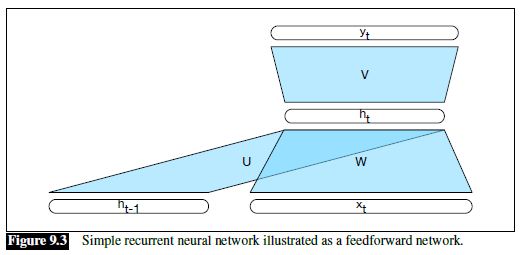 yt
V
ht
U
W
ht-1
xt
Figure 9.3 Simple recurrent neural network illustrated as a feedforward network.